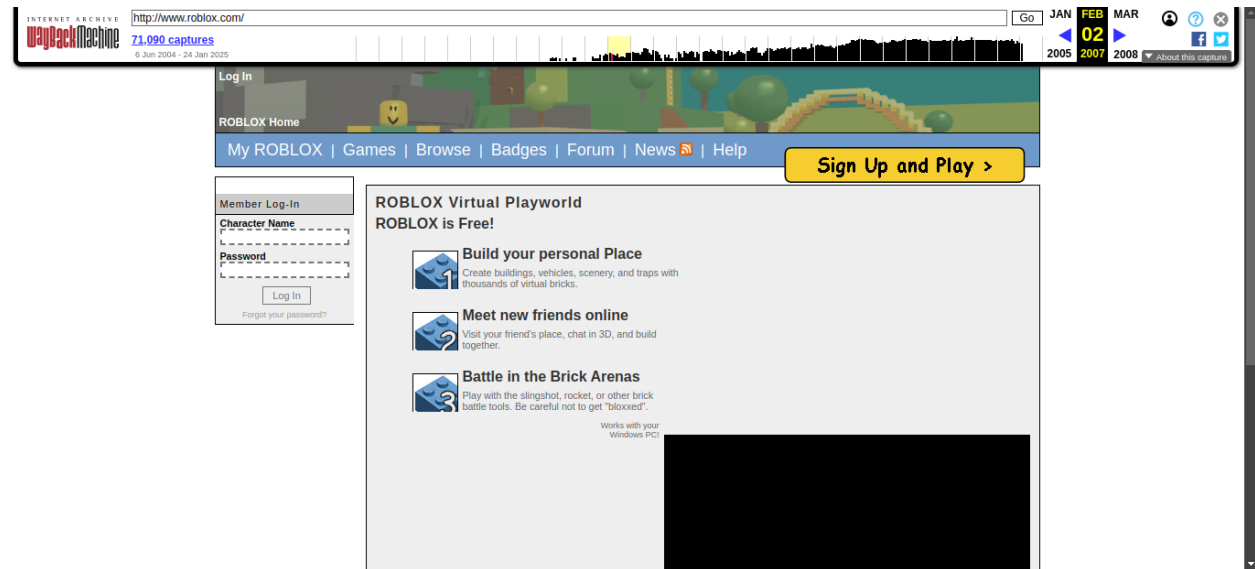 INTERNET ARCHIVE
WayBackMachine
http://www.roblox.com/
Go
71,090 captures
6 Jun 2004 - 24 Jan 2025
JAN FEB MAR
02
2005 2007 2008
About this capture
Log In
ROBLOX Home
My ROBLOX | Games | Browse | Badges | Forum | News | Help
Sign Up and Play >
Member Log-In
Character Name
Password
Log In
Forgot your password?
ROBLOX Virtual Playworld
ROBLOX is Free!
1
Build your personal Place
Create buildings, vehicles, scenery, and traps with
thousands of virtual bricks.
2
Meet new friends online
Visit your friend's place, chat in 3D, and build
together.
3
Battle in the Brick Arenas
Play with the slingshot, rocket, or other brick
battle tools. Be careful not to get "bloxxed".
Works with your
Windows PC!